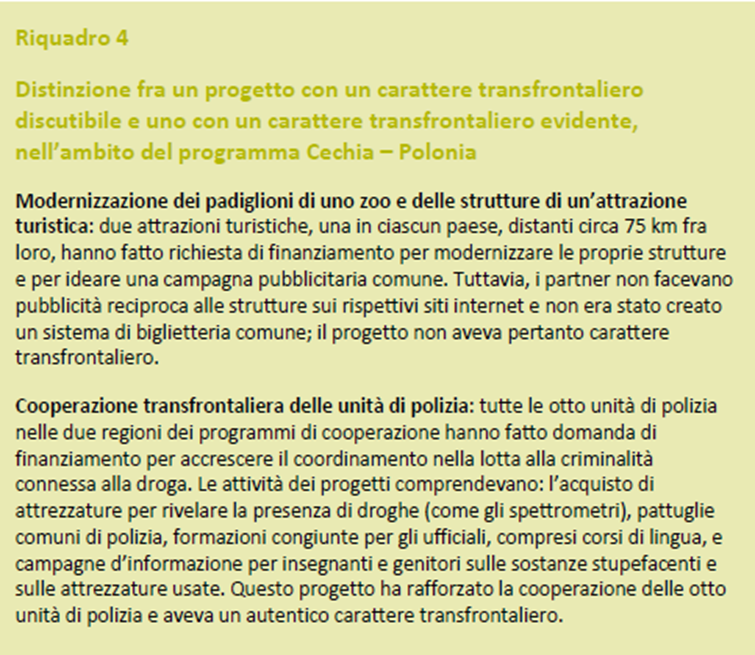 Riquadro 4
Distinzione fra un progetto con un carattere transfrontaliero
discutibile e uno con un carattere transfrontaliero evidente,
nell'ambito del programma Cechia – Polonia
Modernizzazione dei padiglioni di uno zoo e delle strutture di un'attrazione
turistica: due attrazioni turistiche, una in ciascun paese, distanti circa 75 km fra
loro, hanno fatto richiesta di finanziamento per modernizzare le proprie strutture
e per ideare una campagna pubblicitaria comune. Tuttavia, i partner non facevano
pubblicità reciproca alle strutture sui rispettivi siti internet e non era stato creato
un sistema di biglietteria comune; il progetto non aveva pertanto carattere
transfrontaliero.
Cooperazione transfrontaliera delle unità di polizia: tutte le otto unità di polizia
nelle due regioni dei programmi di cooperazione hanno fatto domanda di
finanziamento per accrescere il coordinamento nella lotta alla criminalità
connessa alla droga. Le attività dei progetti comprendevano: l'acquisto di
attrezzature per rivelare la presenza di droghe (come gli spettrometri), pattuglie
comuni di polizia, formazioni congiunte per gli ufficiali, compresi corsi di lingua, e
campagne d'informazione per insegnanti e genitori sulle sostanze stupefacenti e
sulle attrezzature usate. Questo progetto ha rafforzato la cooperazione delle otto
unità di polizia e aveva un autentico carattere transfrontaliero.